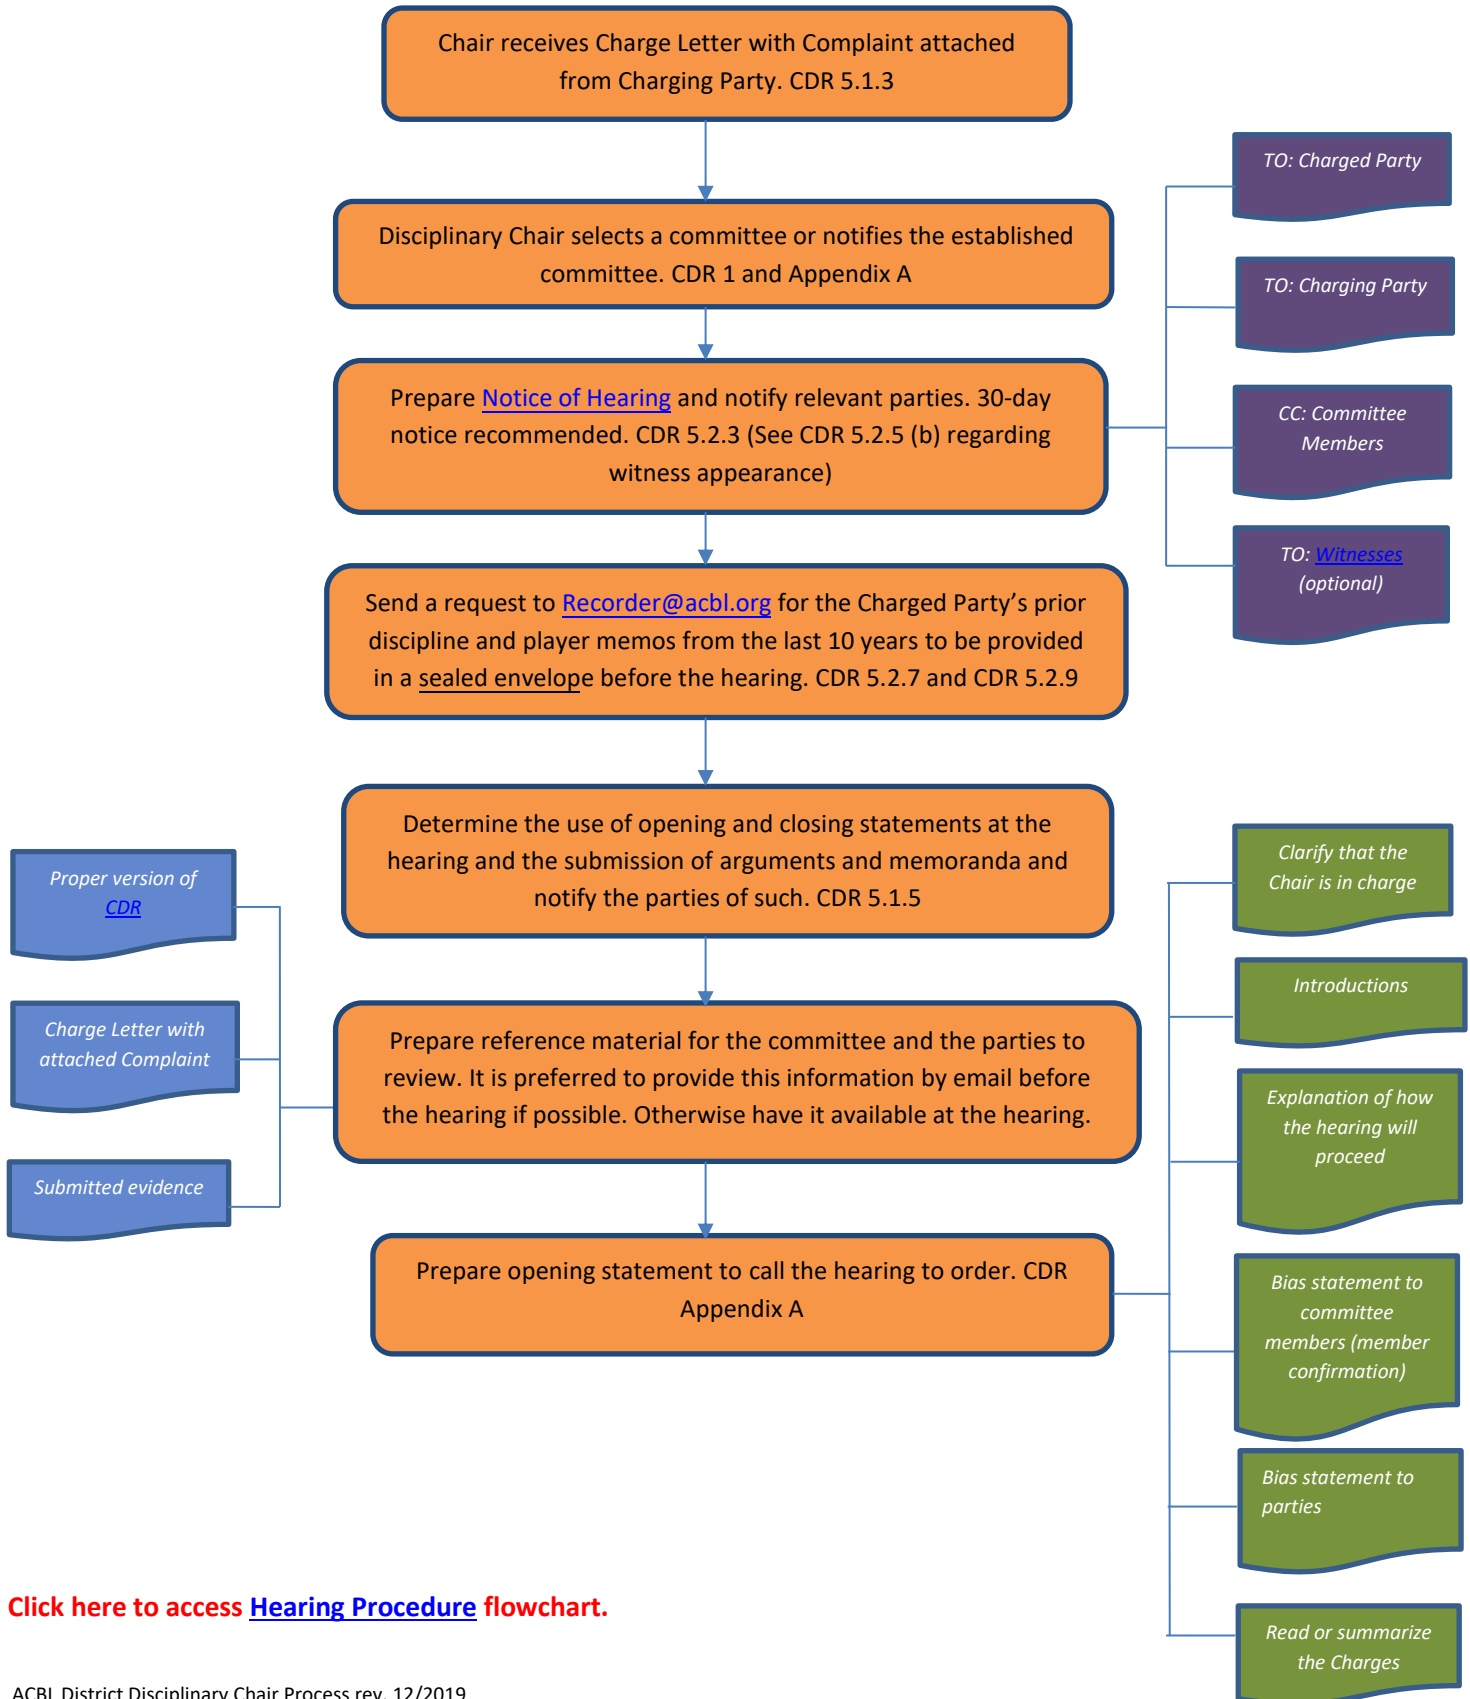 Chair receives Charge Letter with Complaint attached
from Charging Party. CDR 5.1.3
Disciplinary Chair selects a committee or notifies the established
committee. CDR 1 and Appendix A
Prepare Notice of Hearing and notify relevant parties. 30-day
notice recommended. CDR 5.2.3 (See CDR 5.2.5 (b) regarding
witness appearance)
TO: Charged Party
TO: Charging Party
CC: Committee
Members
TO: Witnesses
(optional)
Send a request to Recorder@acbl.org for the Charged Party’s prior
discipline and player memos from the last 10 years to be provided
in a sealed envelope before the hearing. CDR 5.2.7 and CDR 5.2.9
Determine the use of opening and closing statements at the
hearing and the submission of arguments and memoranda and
notify the parties of such. CDR 5.1.5
Prepare reference material for the committee and the parties to
review. It is preferred to provide this information by email before
the hearing if possible. Otherwise have it available at the hearing.
Proper version of
CDR
Charge Letter with
attached Complaint
Submitted evidence
Prepare opening statement to call the hearing to order. CDR
Appendix A
Clarify that the
Chair is in charge
Introductions
Explanation of how
the hearing will
proceed
Bias statement to
committee
members (member
confirmation)
Bias statement to
parties
Read or summarize
the Charges
Click here to access Hearing Procedure flowchart.
ACBL District Disciplinary Chair Process rev. 12/2019